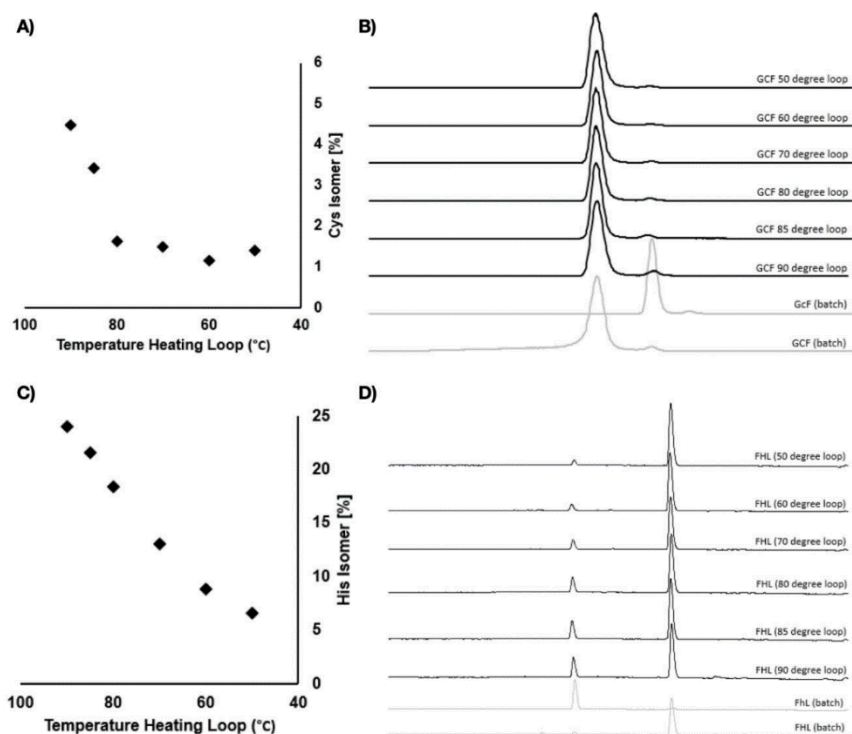 A)
6
5
4
3
2
1
0
Cys Isomer [%]
100 80 60 40
Temperature Heating Loop (°C)
B)
GCF 50 degree loop
GCF 60 degree loop
GCF 70 degree loop
GCF 80 degree loop
GCF 85 degree loop
GCF 90 degree loop
GcF (batch)
GCF (batch)
C)
25
20
15
10
5
0
His Isomer [%]
100 80 60 40
Temperature Heating Loop (°C)
D)
FHL (50 degree loop)
FHL (60 degree loop)
FHL (70 degree loop)
FHL (80 degree loop)
FHL (85 degree loop)
FHL (90 degree loop)
FhL (batch)
FHL (batch)